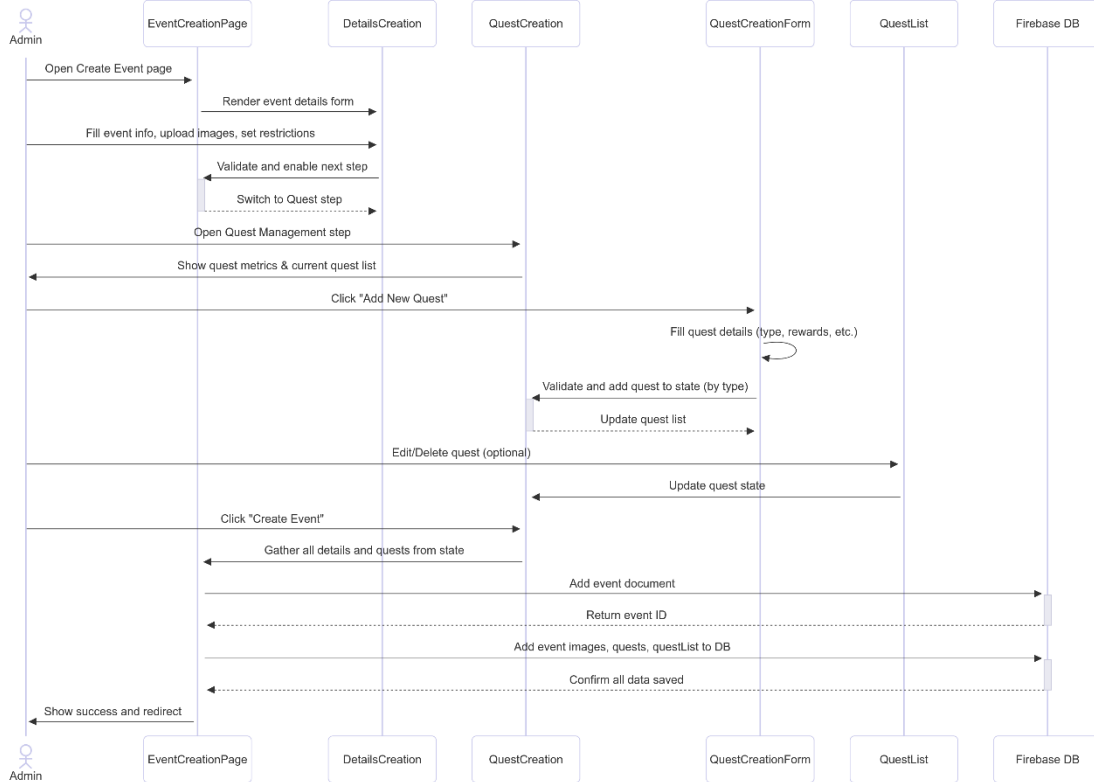 Admin
EventCreationPage
DetailsCreation
QuestCreation
QuestCreationForm
QuestList
Firebase DB
Open Create Event page
Render event details form
Fill event info, upload images, set restrictions
Validate and enable next step
Switch to Quest step
Open Quest Management step
Show quest metrics & current quest list
Click "Add New Quest"
Fill quest details (type, rewards, etc.)
Validate and add quest to state (by type)
Update quest list
Edit/Delete quest (optional)
Update quest state
Click "Create Event"
Gather all details and quests from state
Add event document
Return event ID
Add event images, quests, questList to DB
Confirm all data saved
Show success and redirect
Admin
EventCreationPage
DetailsCreation
QuestCreation
QuestCreationForm
QuestList
Firebase DB